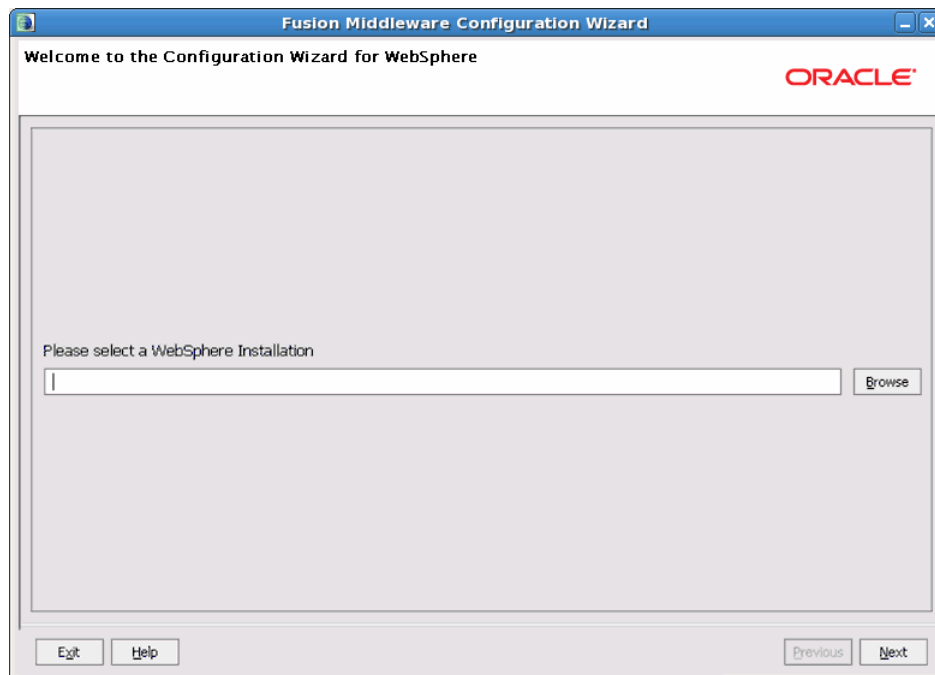 Fusion Middleware Configuration Wizard
Welcome to the Configuration Wizard for WebSphere
ORACLE
Please select a WebSphere Installation
Browse
Exit Help Previous Next